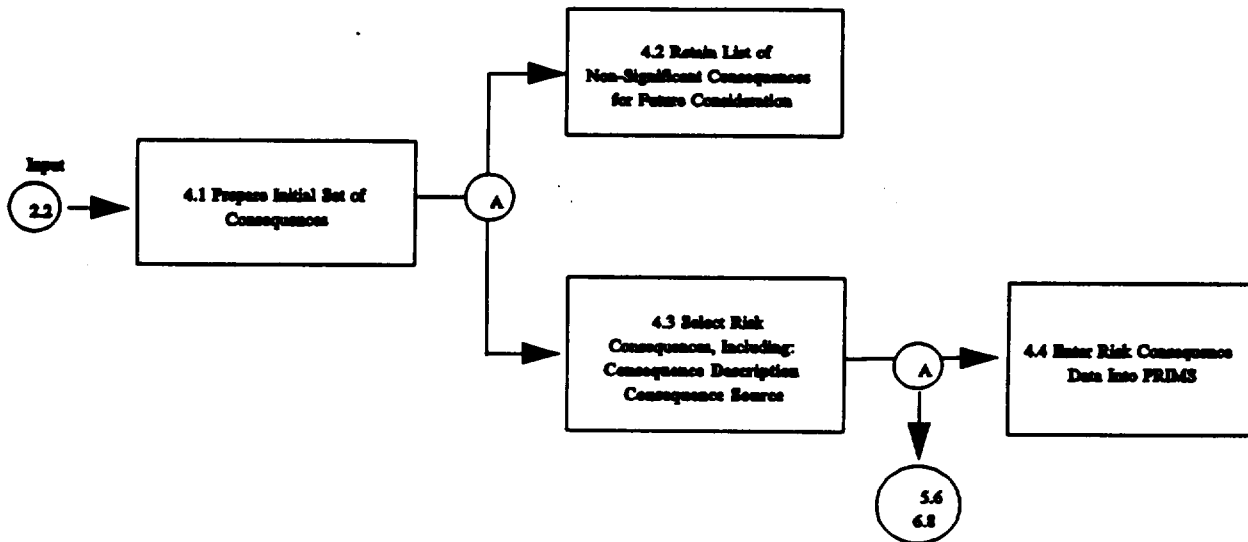 4.2 Retain List of
Non-Significant Consequences
for Future Consideration
Input
2.2
4.1 Prepare Initial Set of
Consequences
A
4.3 Select Risk
Consequences, Including:
Consequence Description
Consequence Source
A
4.4 Enter Risk Consequence
Data Into PRIMS
5.6
6.8